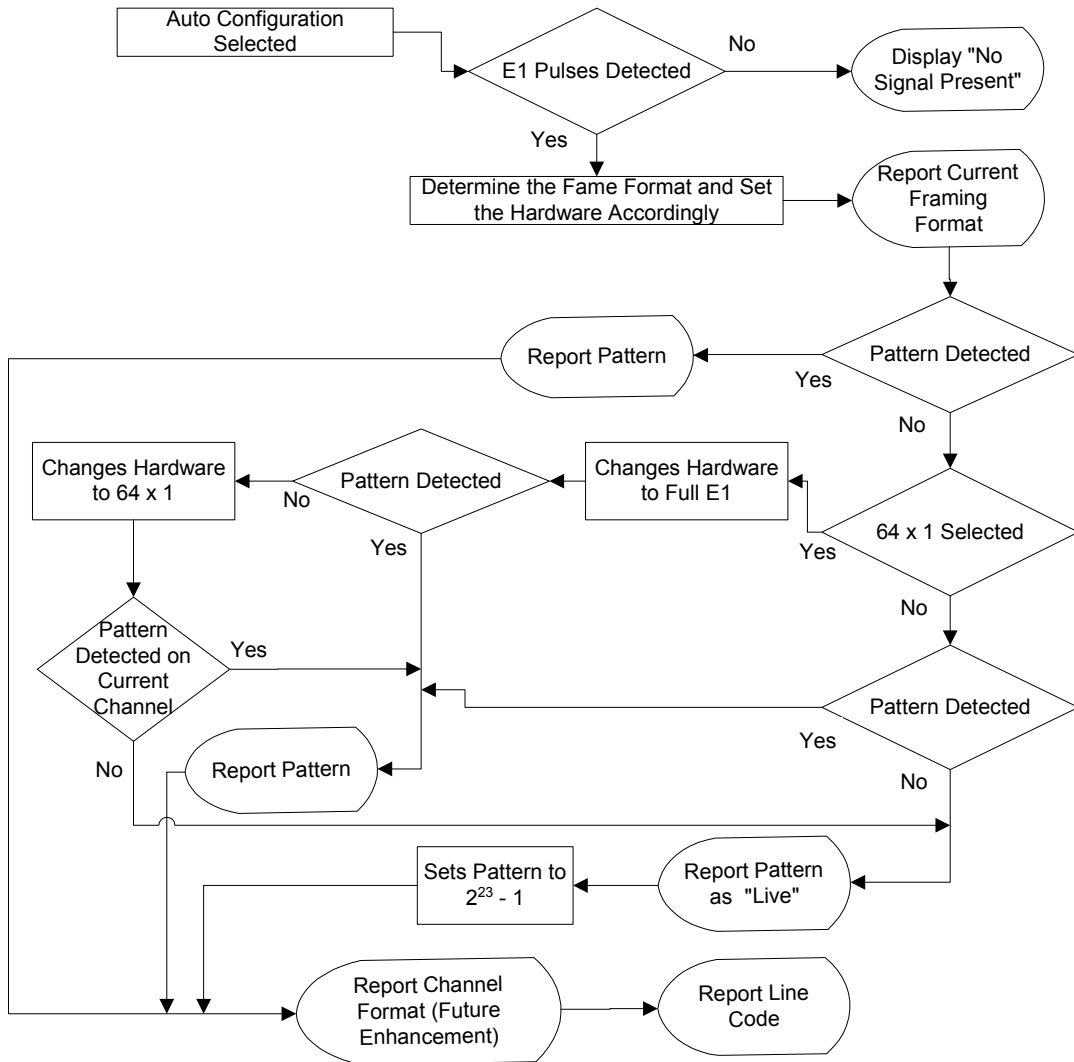 Auto Configuration
Selected
E1 Pulses Detected
No
Display "No
Signal Present"
Yes
Determine the Fame Format and Set
the Hardware Accordingly
Report Current
Framing
Format
Pattern Detected
Yes
Report Pattern
No
64 x 1 Selected
Yes
Changes Hardware
to Full E1
Pattern Detected
No
Changes Hardware
to 64 x 1
Yes
Pattern
Detected on
Current
Channel
Yes
No
No
Pattern Detected
Yes
No
Report Pattern
Report Pattern
as "Live"
Sets Pattern to
2²³ - 1
Report Channel
Format (Future
Enhancement)
Report Line
Code